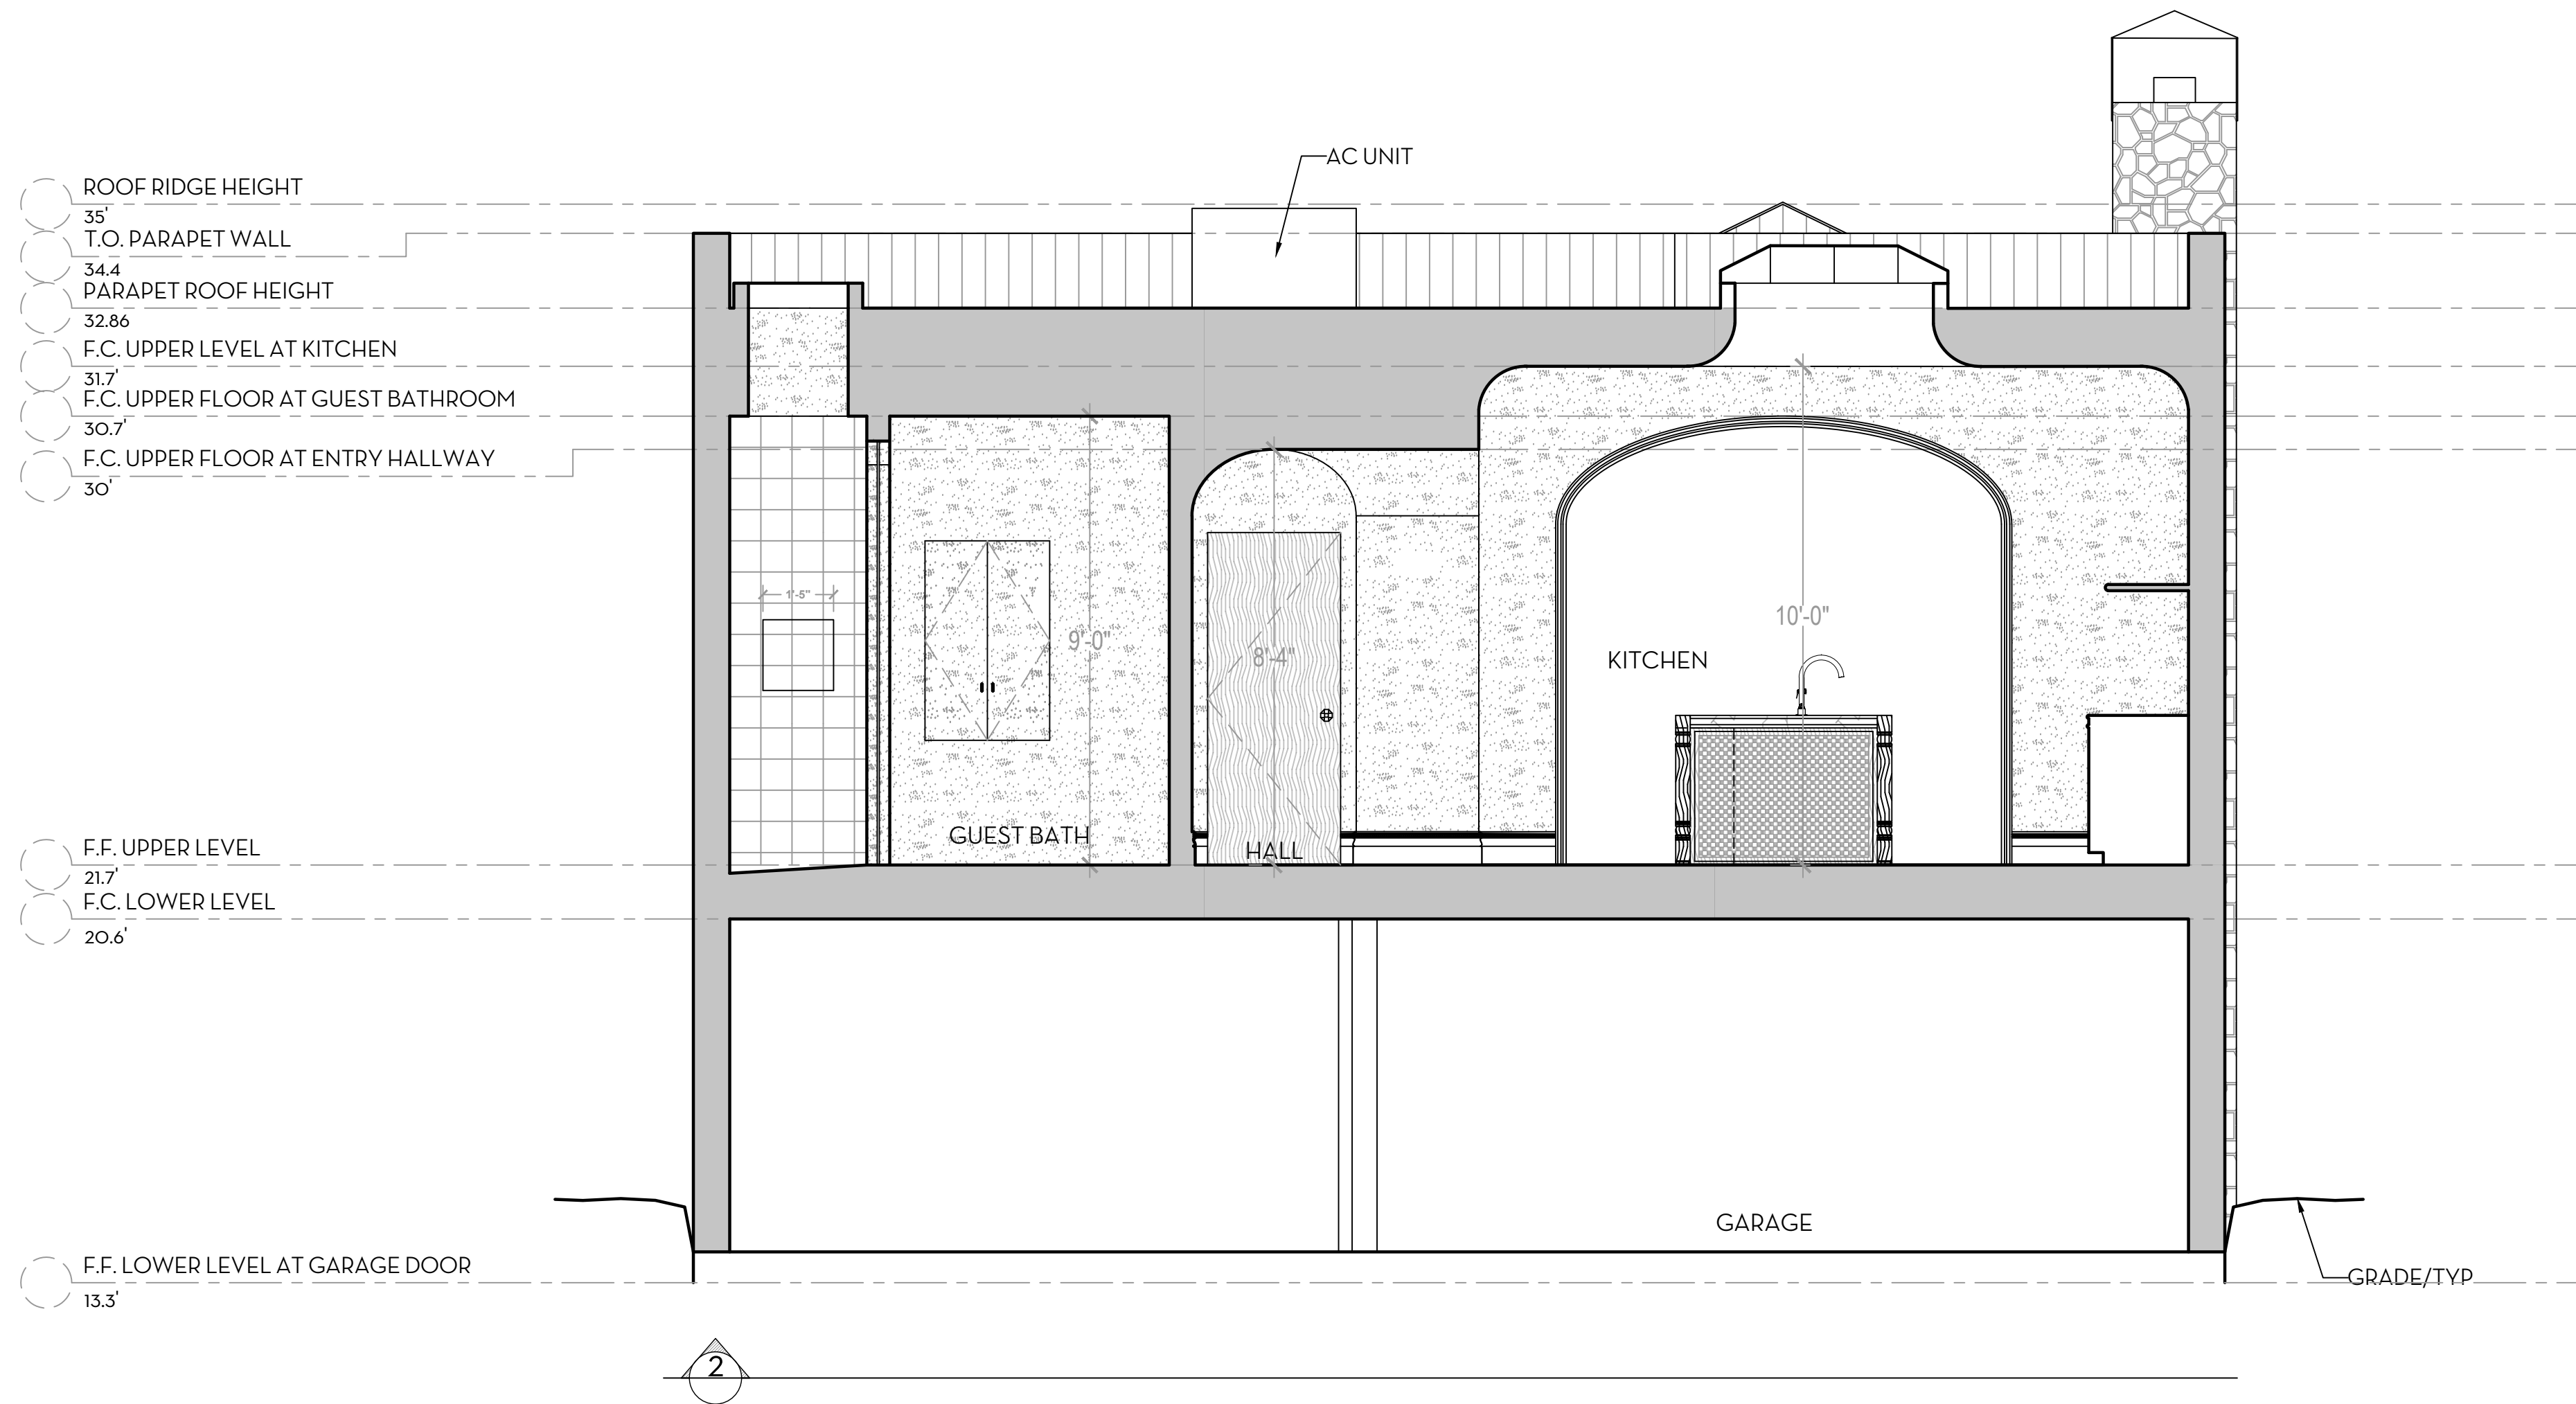 AC UNIT
ROOF RIDGE HEIGHT
35'
T.O. PARAPET WALL
34.4
PARAPET ROOF HEIGHT
32.86
F.C. UPPER LEVEL AT KITCHEN
31.7'
F.C. UPPER FLOOR AT GUEST BATHROOM
30.7'
F.C. UPPER FLOOR AT ENTRY HALLWAY
30'
1'-5"
9'-0"
8'-4"
10'-0"
KITCHEN
GUEST BATH
HALL
F.F. UPPER LEVEL
21.7'
F.C. LOWER LEVEL
20.6'
GARAGE
F.F. LOWER LEVEL AT GARAGE DOOR
13.3'
GRADE/TYP
2